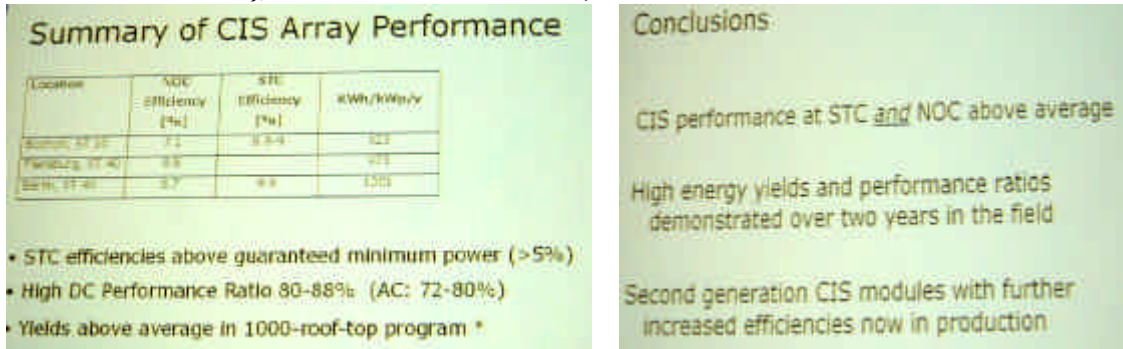 Summary of CIS Array Performance
Location NOC Efficiency [%] STC Efficiency [%] KWh/kWp/y
ST 40
• STC efficiencies above guaranteed minimum power (>5%)
• High DC Performance Ratio 80-88% (AC: 72-80%)
• Yields above average in 1000-roof-top program *
Conclusions
CIS performance at STC and NOC above average
High energy yields and performance ratios
demonstrated over two years in the field
Second generation CIS modules with further
increased efficiencies now in production